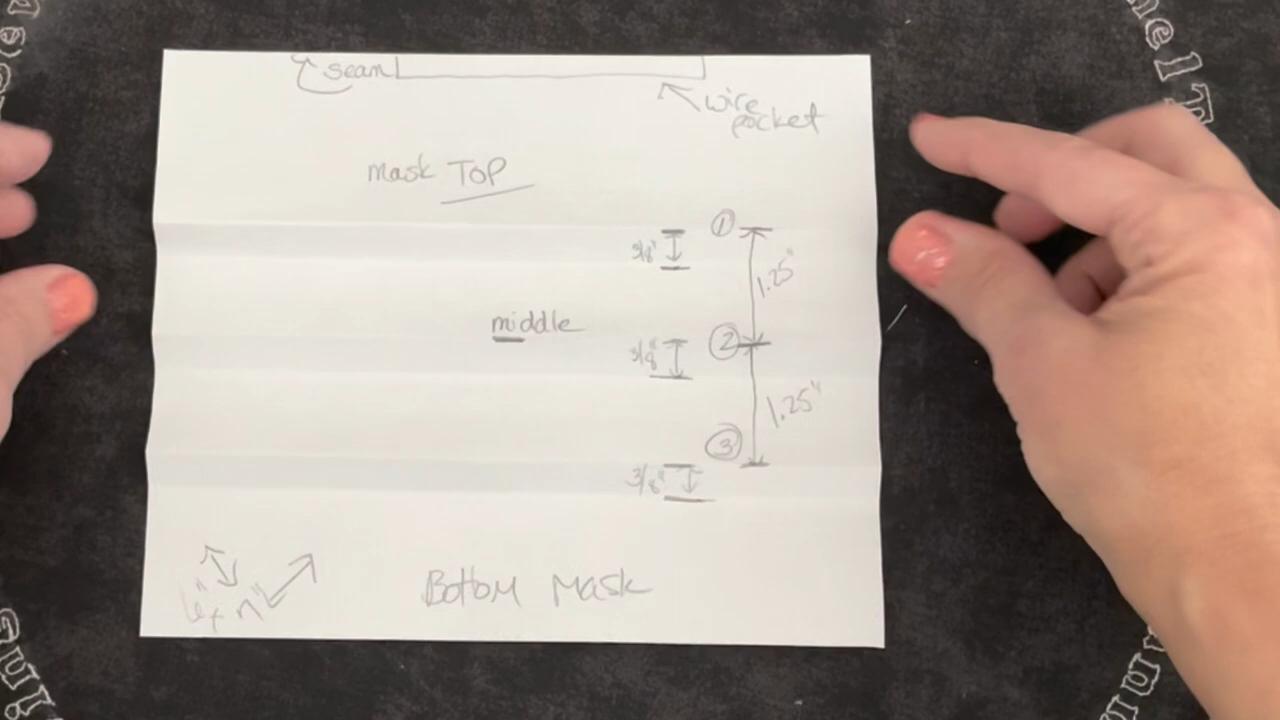 seam
wire
pocket
mask TOP
①
3/8"
1.25"
middle
②
3/8"
1.25"
③
3/8"
Bottom Mask